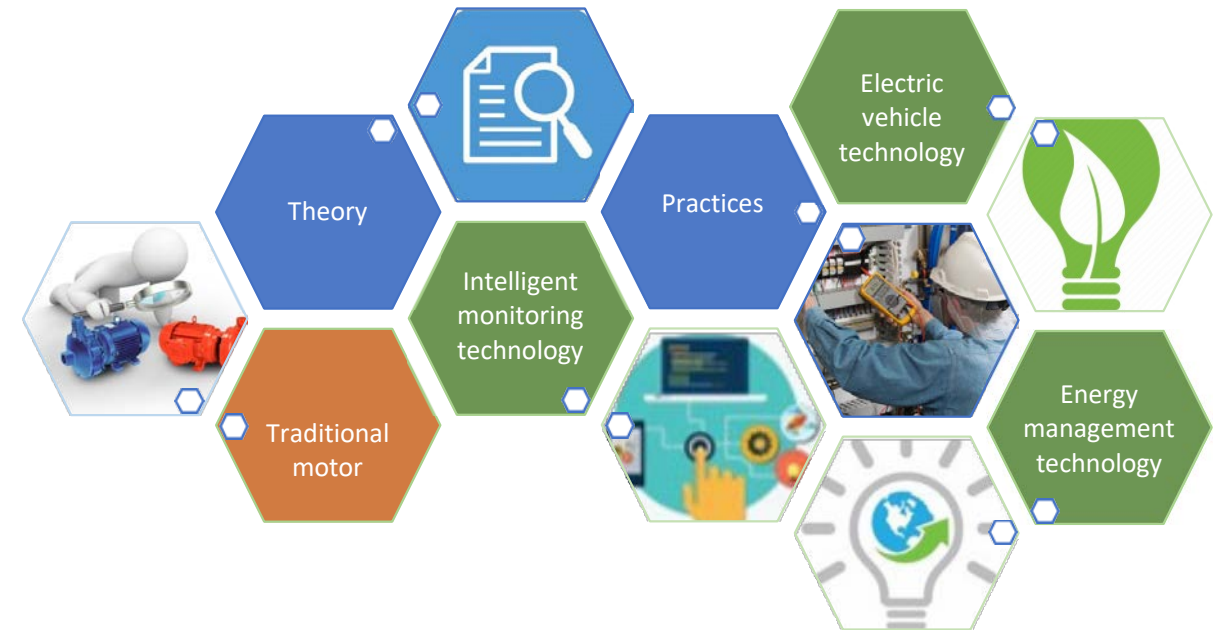 Theory
Traditional
motor
Intelligent
monitoring
technology
Practices
Electric
vehicle
technology
Energy
management
technology